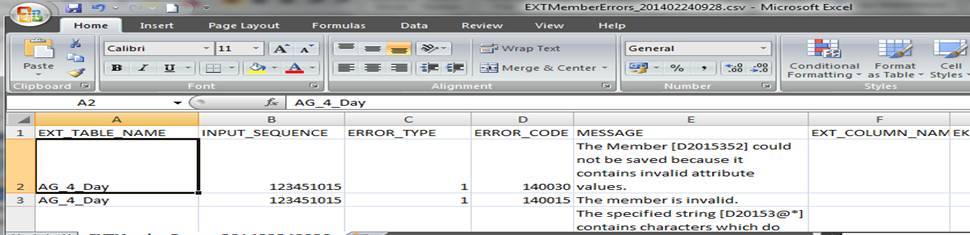 EXTMemberErrors_201402240928.csv - Microsoft Excel
Home Insert Page Layout Formulas Data Review View Help
Paste
Calibri 11 A A
B I U A
Wrap Text
Merge & Center
General
$ % ,
Conditional Formatting
Format as Table
Cell Styles
Clipboard Font Alignment Number Styles
A2 fx AG_4_Day
A B C D E F
1 EXT_TABLE_NAME INPUT_SEQUENCE ERROR_TYPE ERROR_CODE MESSAGE EXT_COLUMN_NAM EK
The Member [D2015352] could
not be saved because it
contains invalid attribute
2 AG_4_Day 123451015 1 140030 values.
3 AG_4_Day 123451015 1 140015 The member is invalid.
The specified string [D20153@*]
contains characters which do